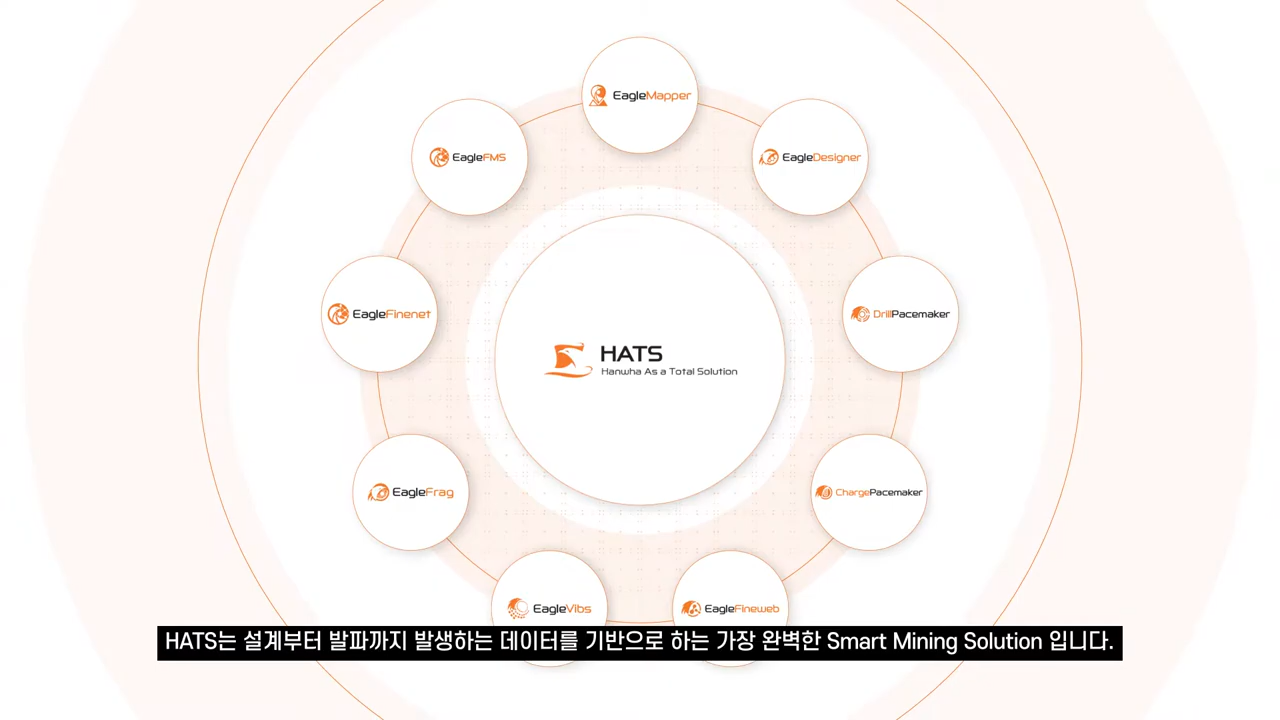 EagleMapper
EagleFMS
EagleDesigner
EagleFinenet
DrillPacemaker
HATS
Hanwha As a Total Solution
EagleFrag
ChargePacemaker
EagleVibs
EagleFineweb
HATS는 설계부터 발파까지 발생하는 데이터를 기반으로 하는 가장 완벽한 Smart Mining Solution 입니다.